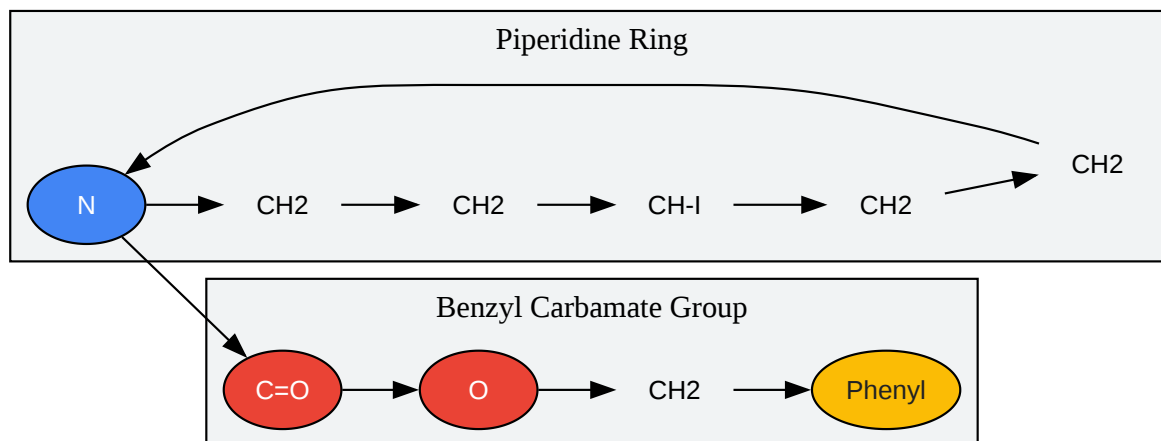 Piperidine Ring
CH2
N
CH2
CH2
CH-I
CH2
Benzyl Carbamate Group
C=O
O
CH2
Phenyl